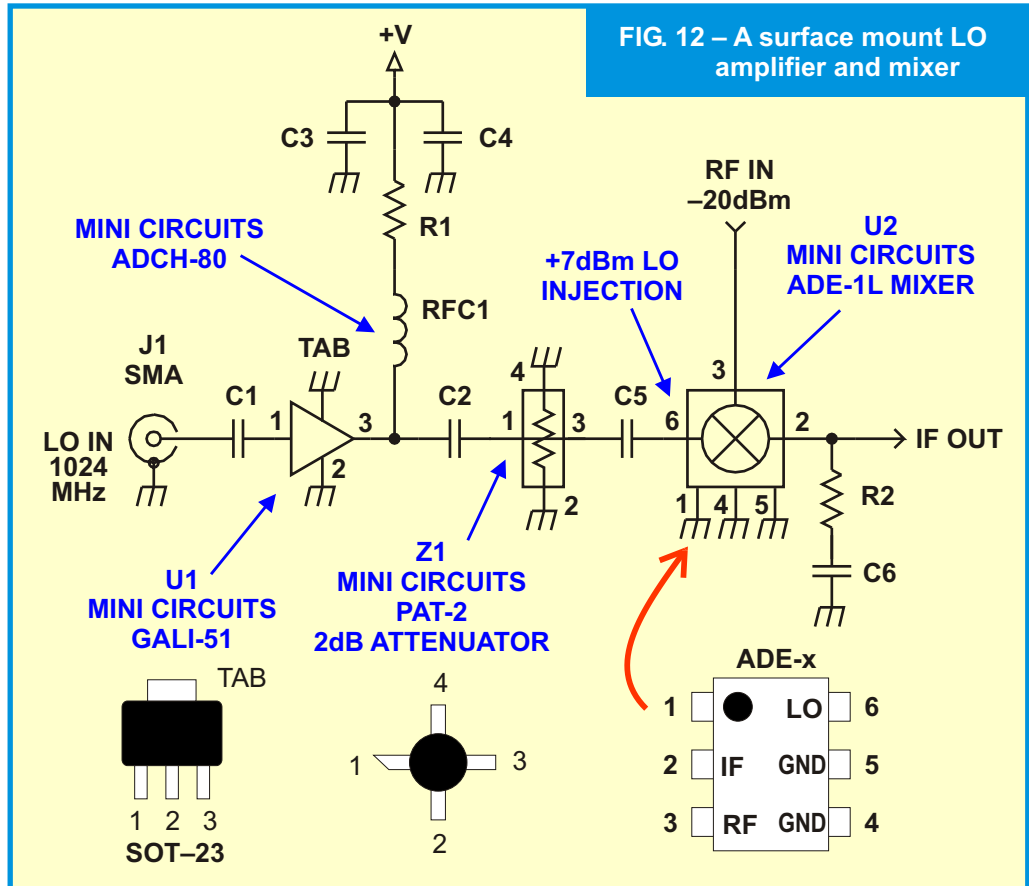 FIG. 12 – A surface mount LO
amplifier and mixer
+V
C3
C4
R1
RF IN
–20dBm
MINI CIRCUITS
ADCH-80
+7dBm LO
INJECTION
U2
MINI CIRCUITS
ADE-1L MIXER
RFC1
J1
SMA
TAB
C1
1
3
2
C2
4
1
3
2
C5
6
3
2
1
4
5
IF OUT
LO IN
1024
MHz
R2
C6
U1
MINI CIRCUITS
GALI-51
Z1
MINI CIRCUITS
PAT-2
2dB ATTENUATOR
TAB
1 2 3
SOT–23
4
1
3
2
ADE-x
1 LO 6
2 IF GND 5
3 RF GND 4